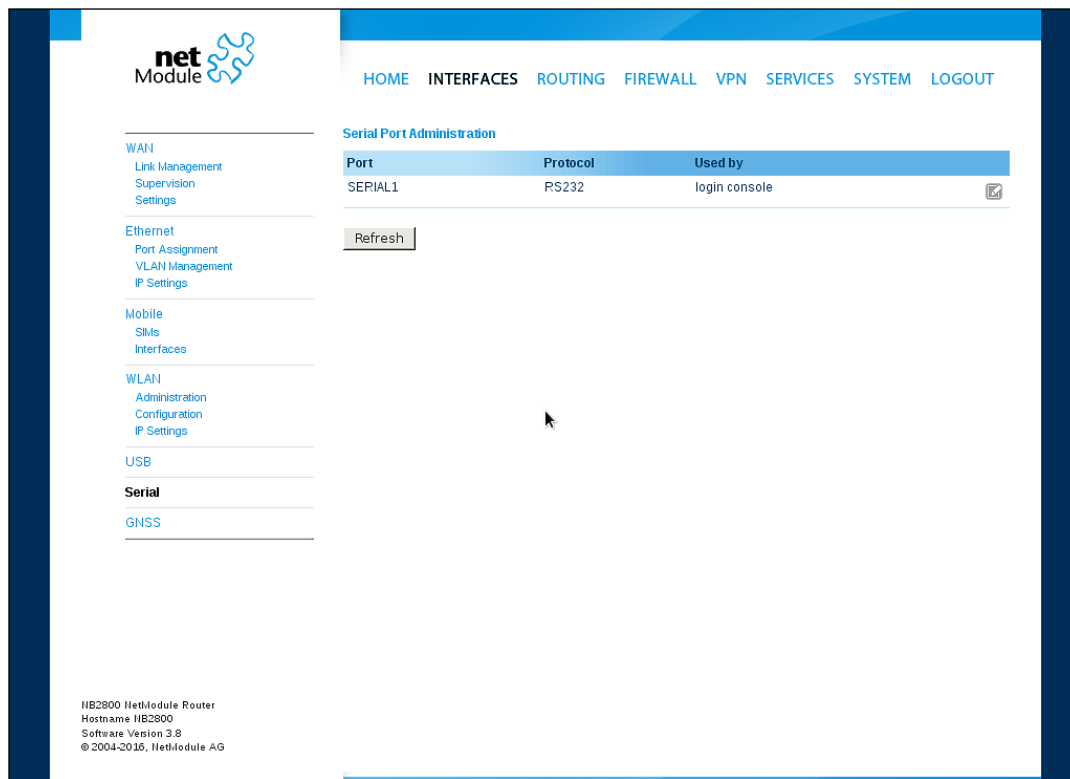 net
Module
HOME INTERFACES ROUTING FIREWALL VPN SERVICES SYSTEM LOGOUT
WAN
Link Management
Supervision
Settings
Ethernet
Port Assignment
VLAN Management
IP Settings
Mobile
SIMs
Interfaces
WLAN
Administration
Configuration
IP Settings
USB
Serial
GNSS
Serial Port Administration
Port Protocol Used by
SERIAL1 RS232 login console
Refresh
NB2800 NetModule Router
Hostname NB2800
Software Version 3.8
© 2004-2016, NetModule AG